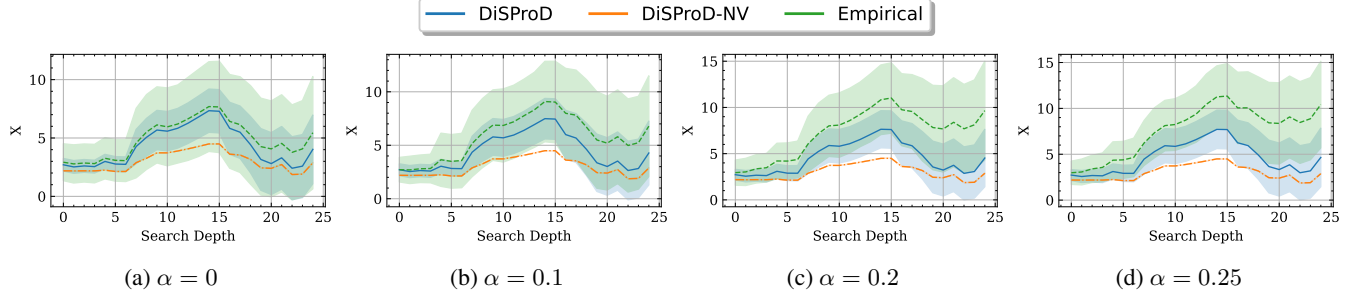 DiSProD DiSProD-NV Empirical
10
5
0
X
0 5 10 15 20 25
Search Depth
(a) α = 0
10
5
0
X
0 5 10 15 20 25
Search Depth
(b) α = 0.1
15
10
5
0
X
0 5 10 15 20 25
Search Depth
(c) α = 0.2
15
10
5
0
X
0 5 10 15 20 25
Search Depth
(d) α = 0.25